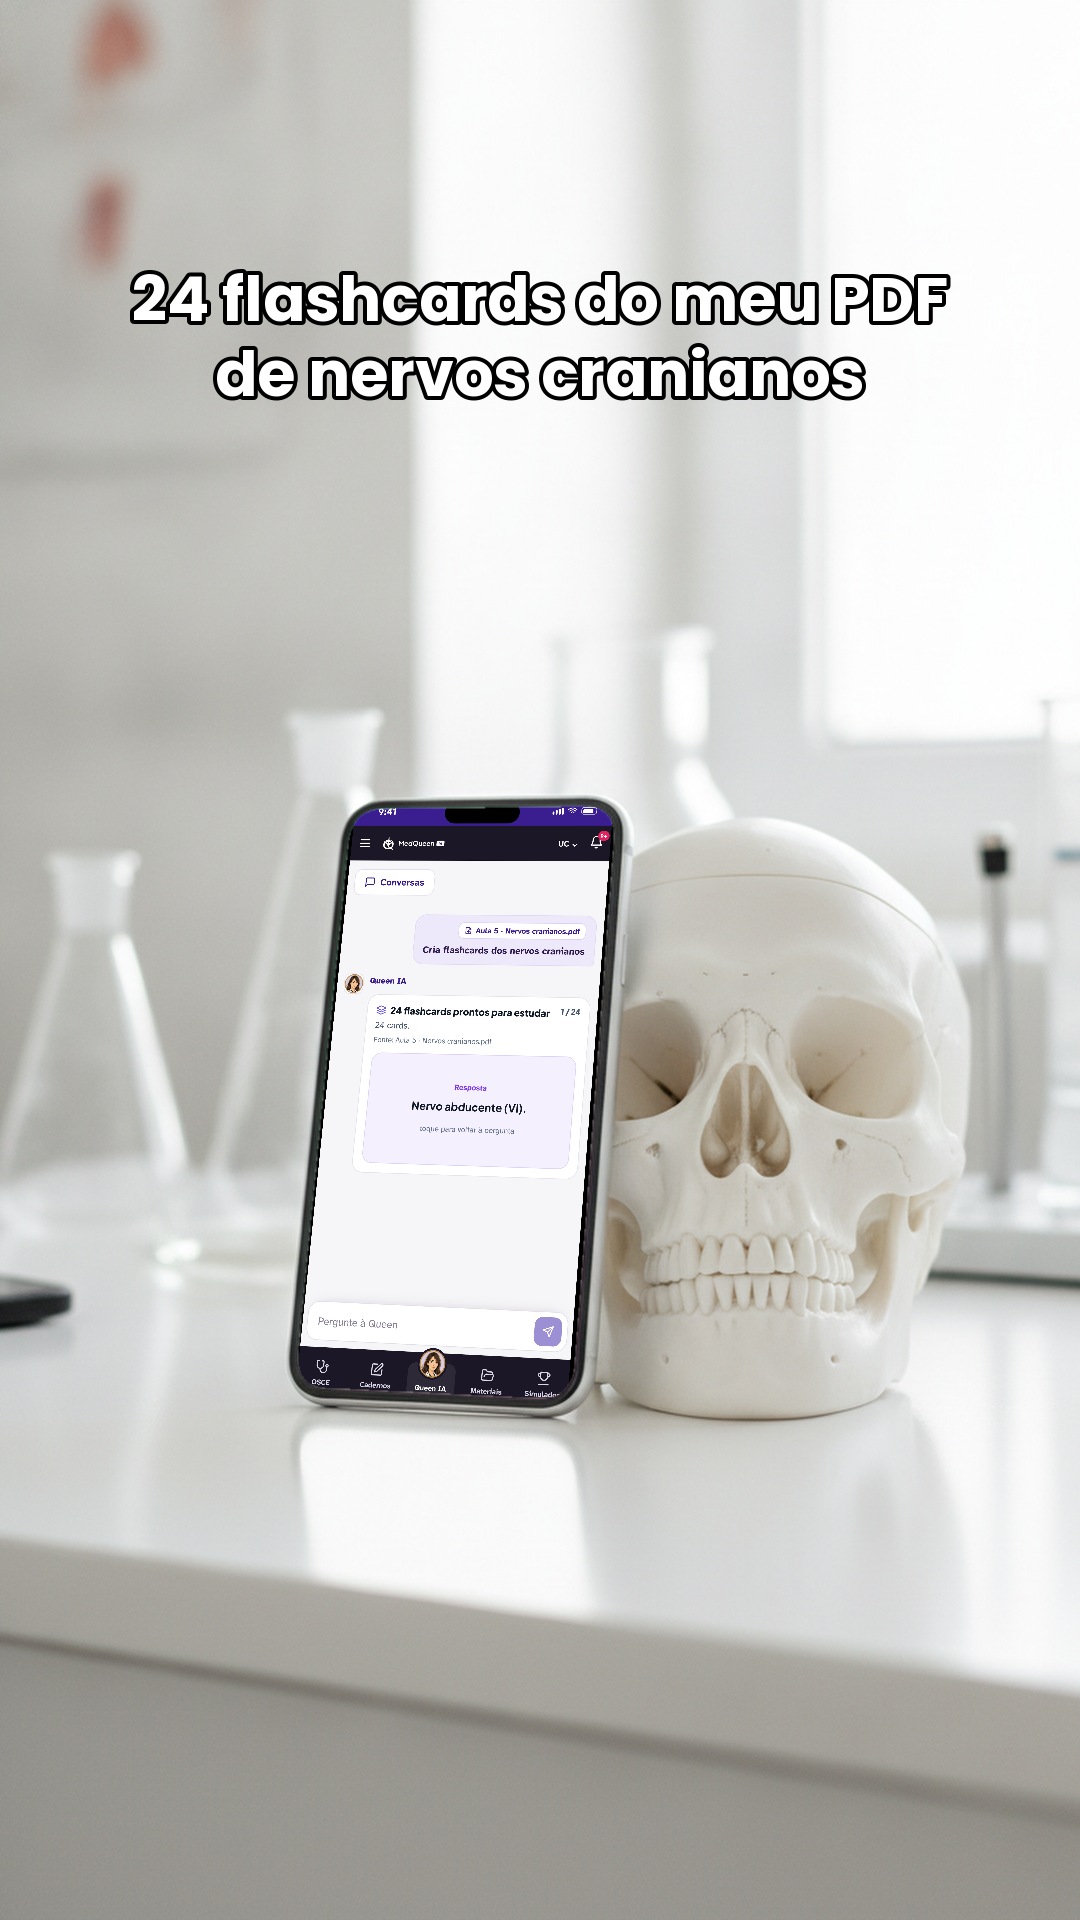 24 flashcards do meu PDF
de nervos cranianos
9:41
MedQueen
UC
9+
Conversas
Aula 5 - Nervos cranianos.pdf
Cria flashcards dos nervos cranianos
Queen IA
24 flashcards prontos para estudar
1 / 24
24 cards.
Fonte: Aula 5 - Nervos cranianos.pdf
Resposta
Nervo abducente (VI).
toque para voltar à pergunta
Pergunte à Queen
OSCE
Cadernos
Queen IA
Materiais
Simulados